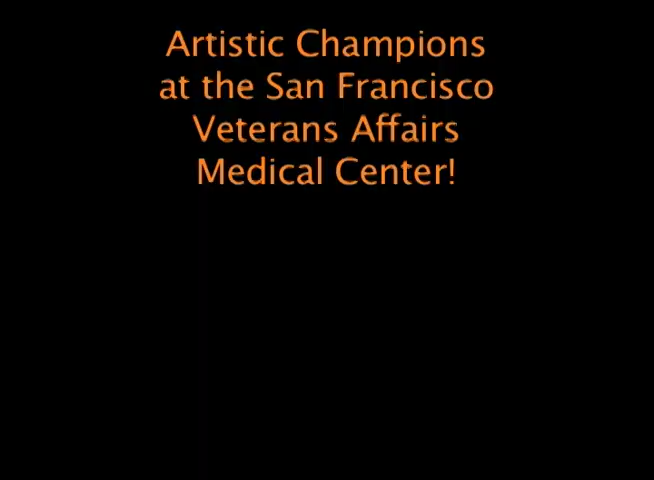 Artistic Champions
at the San Francisco
Veterans Affairs
Medical Center!